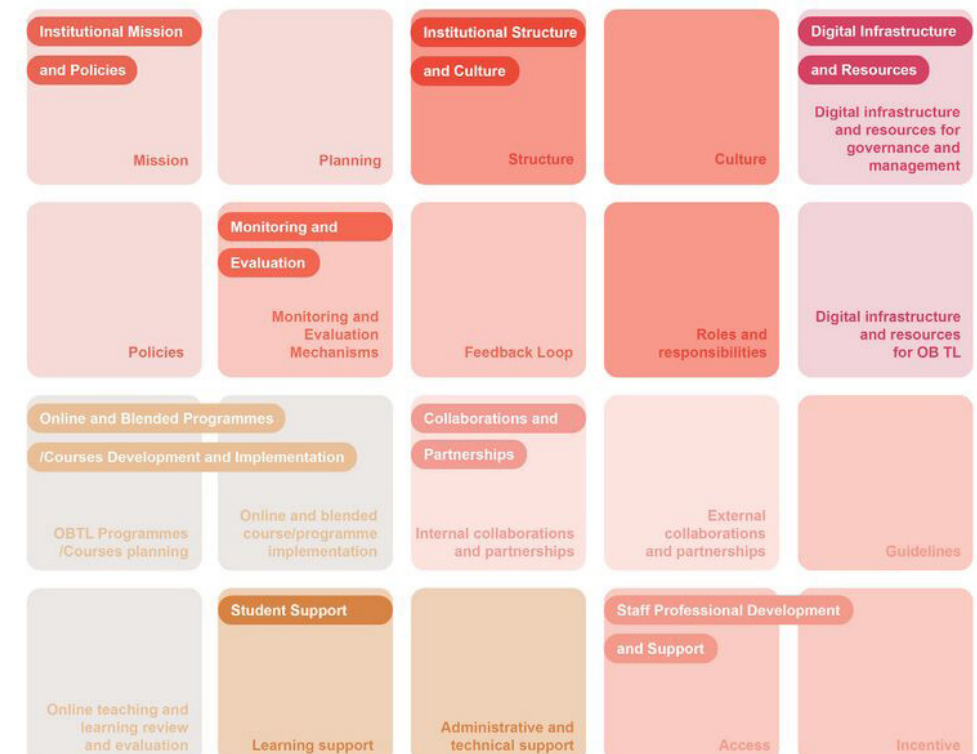 Institutional Mission
and Policies
Mission
Planning
Institutional Structure
and Culture
Structure
Culture
Digital Infrastructure
and Resources
Digital infrastructure
and resources for
governance and
management
Policies
Monitoring and
Evaluation
Monitoring and
Evaluation
Mechanisms
Feedback Loop
Roles and
responsibilities
Digital infrastructure
and resources
for OB TL
Online and Blended Programmes
/Courses Development and Implementation
OBTL Programmes
/Courses planning
Online and blended
course/programme
implementation
Collaborations and
Partnerships
Internal collaborations
and partnerships
External
collaborations
and partnerships
Guidelines
Online teaching and
learning review
and evaluation
Student Support
Learning support
Administrative and
technical support
Staff Professional Development
and Support
Access
Incentive